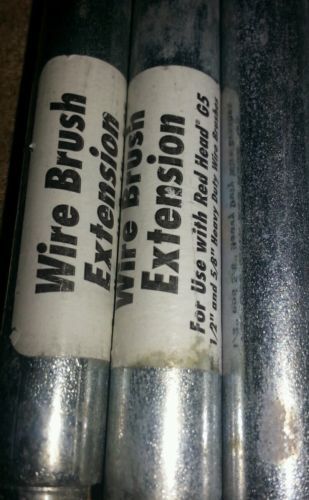 Wire Brush
Extension
Wire Brush
Extension
For Use with Red Head® G5
1/2" and 5/8" Heavy Duty Wire Brushes